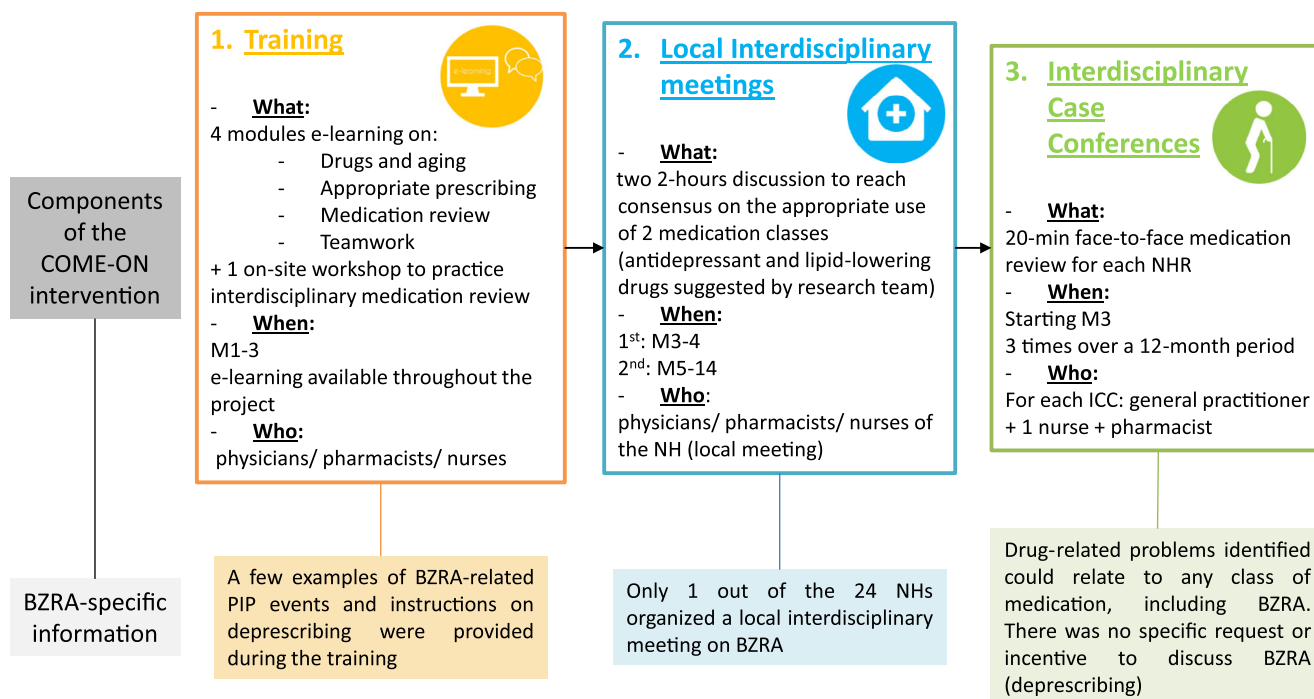 Components
of the
COME-ON
intervention
BZRA-specific
information
1. Training
e-learning
- What:
4 modules e-learning on:
- Drugs and aging
- Appropriate prescribing
- Medication review
- Teamwork
+ 1 on-site workshop to practice
interdisciplinary medication review
- When:
M1-3
e-learning available throughout the
project
- Who:
physicians/ pharmacists/ nurses
A few examples of BZRA-related
PIP events and instructions on
deprescribing were provided
during the training
2. Local Interdisciplinary
meetings
- What:
two 2-hours discussion to reach
consensus on the appropriate use
of 2 medication classes
(antidepressant and lipid-lowering
drugs suggested by research team)
- When:
1st: M3-4
2nd: M5-14
- Who:
physicians/ pharmacists/ nurses of
the NH (local meeting)
Only 1 out of the 24 NHs
organized a local interdisciplinary
meeting on BZRA
3. Interdisciplinary
Case
Conferences
- What:
20-min face-to-face medication
review for each NHR
- When:
Starting M3
3 times over a 12-month period
- Who:
For each ICC: general practitioner
+ 1 nurse + pharmacist
Drug-related problems identified
could relate to any class of
medication, including BZRA.
There was no specific request or
incentive to discuss BZRA
(deprescribing)